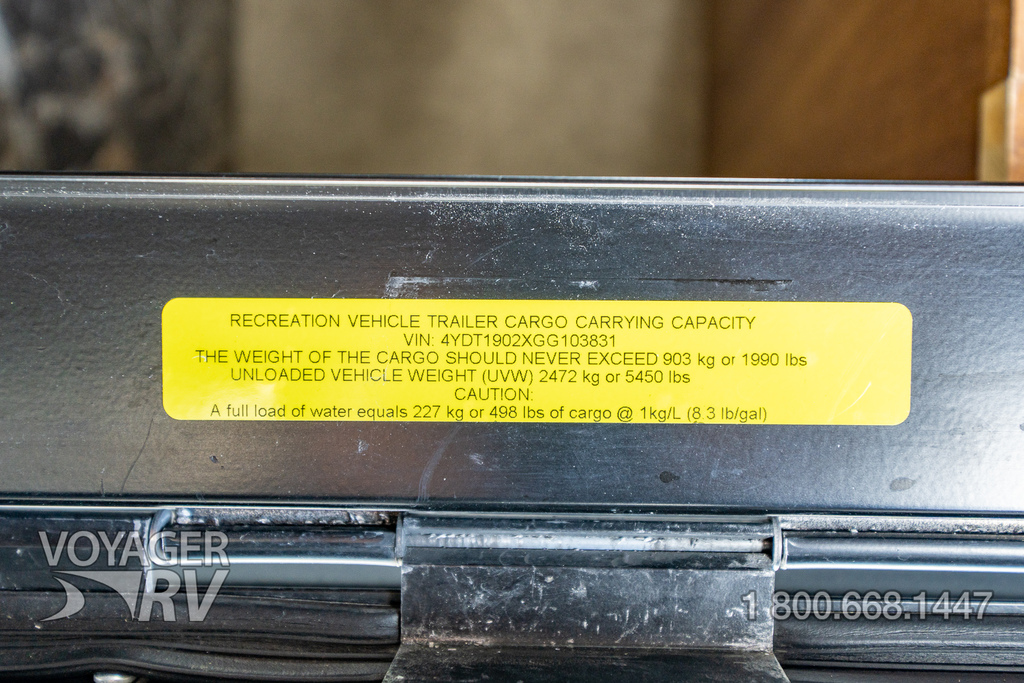 RECREATION VEHICLE TRAILER CARGO CARRYING CAPACITY
VIN: 4YDT1902XGG103831
THE WEIGHT OF THE CARGO SHOULD NEVER EXCEED 903 kg or 1990 lbs
UNLOADED VEHICLE WEIGHT (UVW) 2472 kg or 5450 lbs
CAUTION:
A full load of water equals 227 kg or 498 lbs of cargo @ 1kg/L (8.3 lb/gal)
VOYAGER
RV
1 800.668.1447